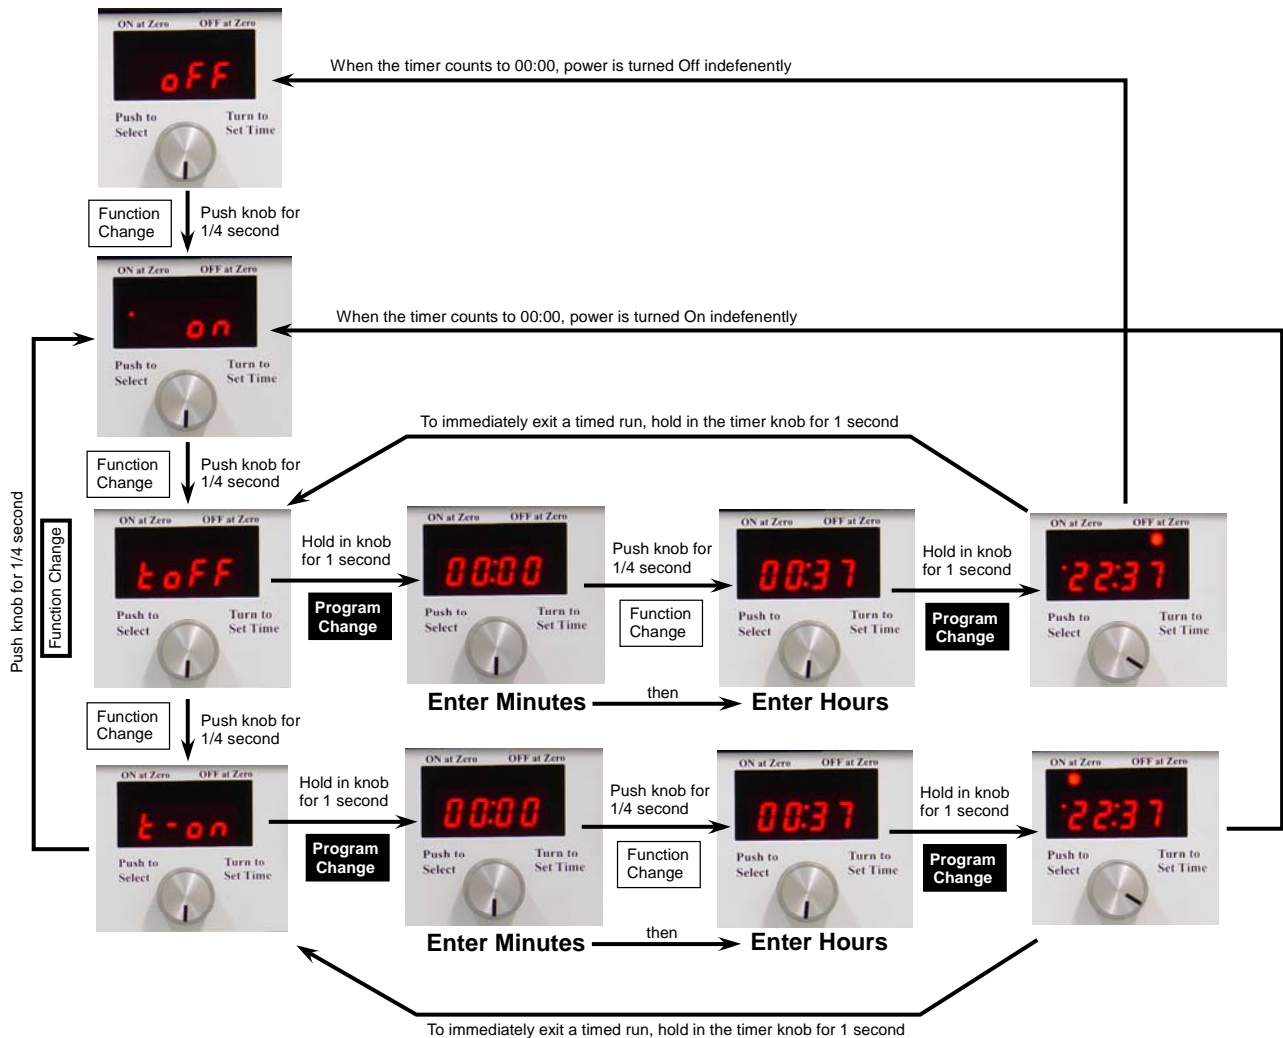 ON at Zero OFF at Zero
oFF
Push to Select
Turn to Set Time
When the timer counts to 00:00, power is turned Off indefenently
Function
Change
Push knob for
1/4 second
ON at Zero OFF at Zero
on
Push to
Select
Turn to
Set Time
When the timer counts to 00:00, power is turned On indefenently
Function
Change
Push knob for
1/4 second
To immediately exit a timed run, hold in the timer knob for 1 second
Push knob for 1/4 second
Function Change
ON at Zero OFF at Zero
toFF
Push to
Select
Turn to
Set Time
Hold in knob
for 1 second
Program
Change
ON at Zero OFF at Zero
00:00
Push to
Select
Turn to
Set Time
Enter Minutes
Push knob for
1/4 second
Function
Change
then
ON at Zero OFF at Zero
00:37
Push to
Select
Turn to
Set Time
Enter Hours
Hold in knob
for 1 second
Program
Change
ON at Zero OFF at Zero
22:37
Push to
Select
Turn to
Set Time
Function
Change
Push knob for
1/4 second
ON at Zero OFF at Zero
t-on
Push to
Select
Turn to
Set Time
Hold in knob
for 1 second
Program
Change
ON at Zero OFF at Zero
00:00
Push to
Select
Turn to
Set Time
Enter Minutes
Push knob for
1/4 second
Function
Change
then
ON at Zero OFF at Zero
00:37
Push to
Select
Turn to
Set Time
Enter Hours
Hold in knob
for 1 second
Program
Change
ON at Zero OFF at Zero
22:37
Push to
Select
Turn to
Set Time
To immediately exit a timed run, hold in the timer knob for 1 second